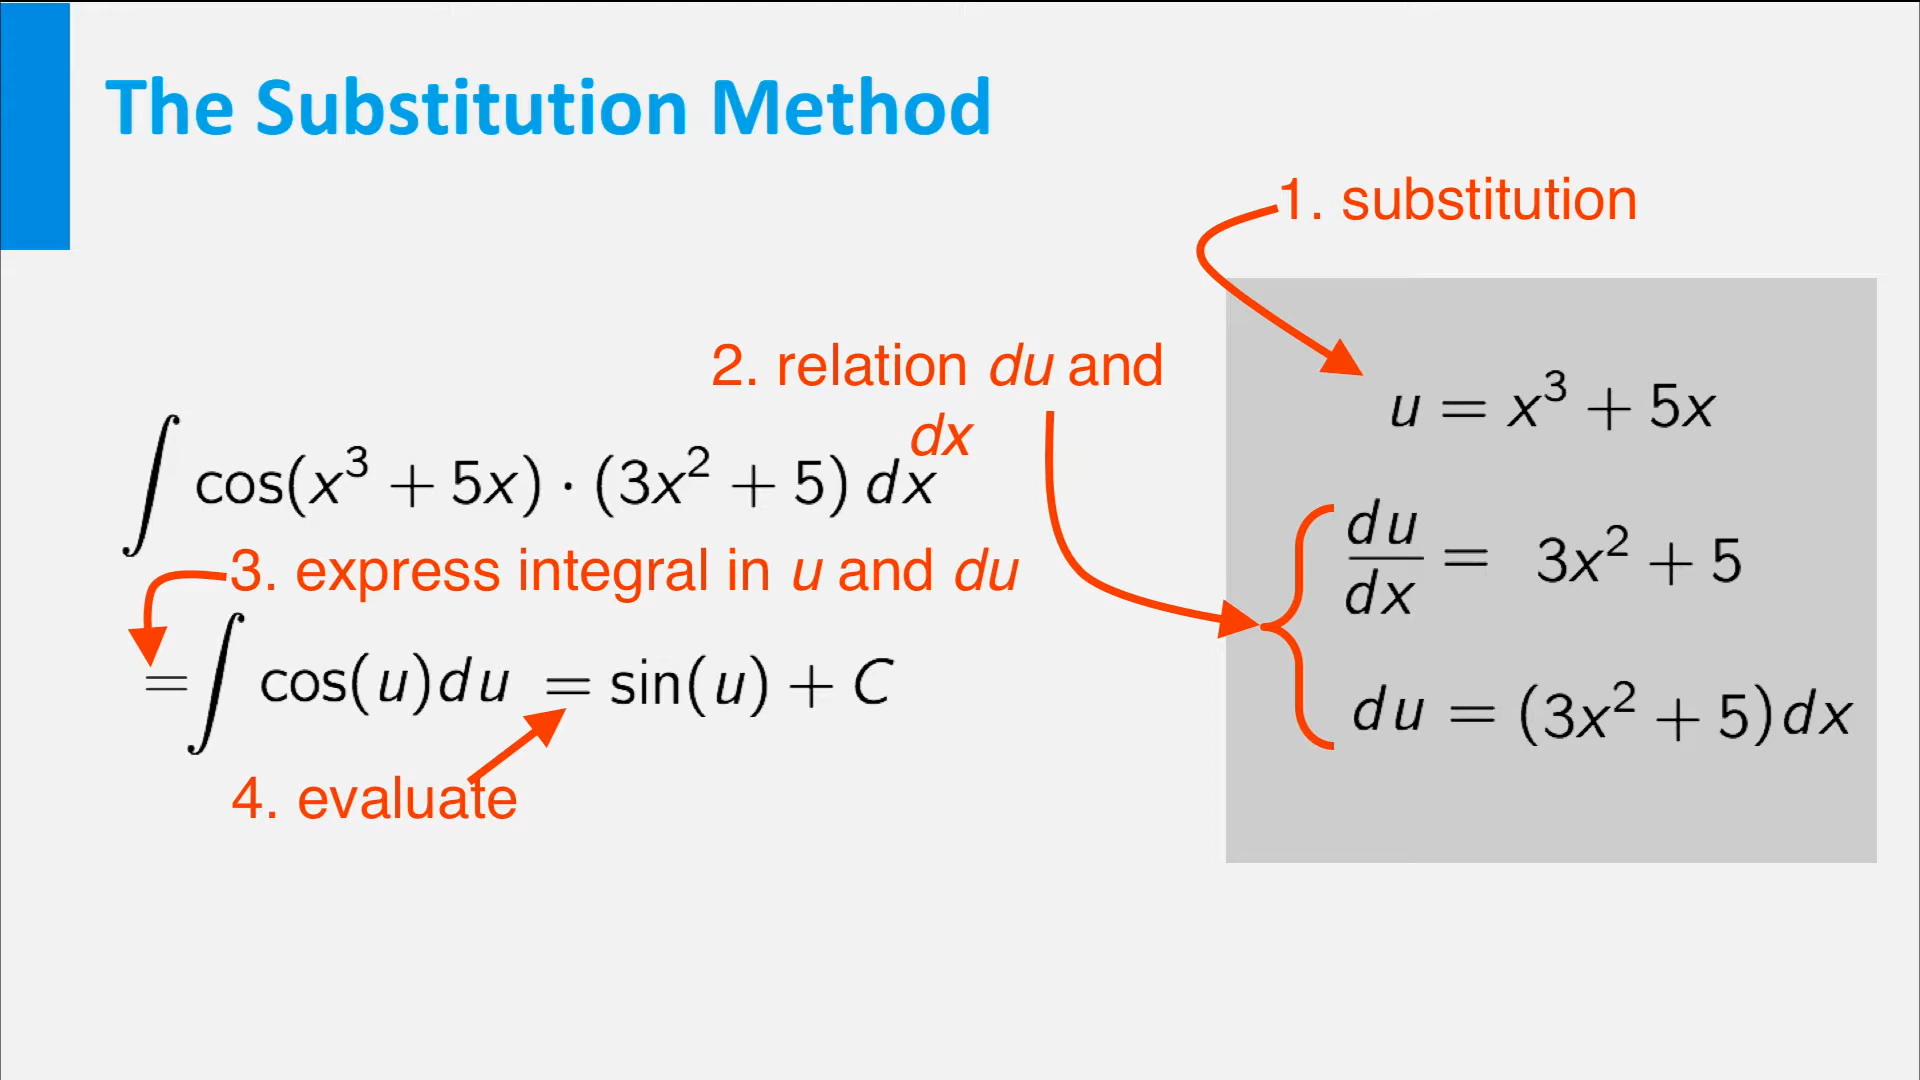 The Substitution Method
1. substitution
2. relation du and
dx
u = x³ + 5x
∫ cos(x³ + 5x) · (3x² + 5) dx
du/dx = 3x² + 5
3. express integral in u and du
= ∫ cos(u)du = sin(u) + C
du = (3x² + 5)dx
4. evaluate